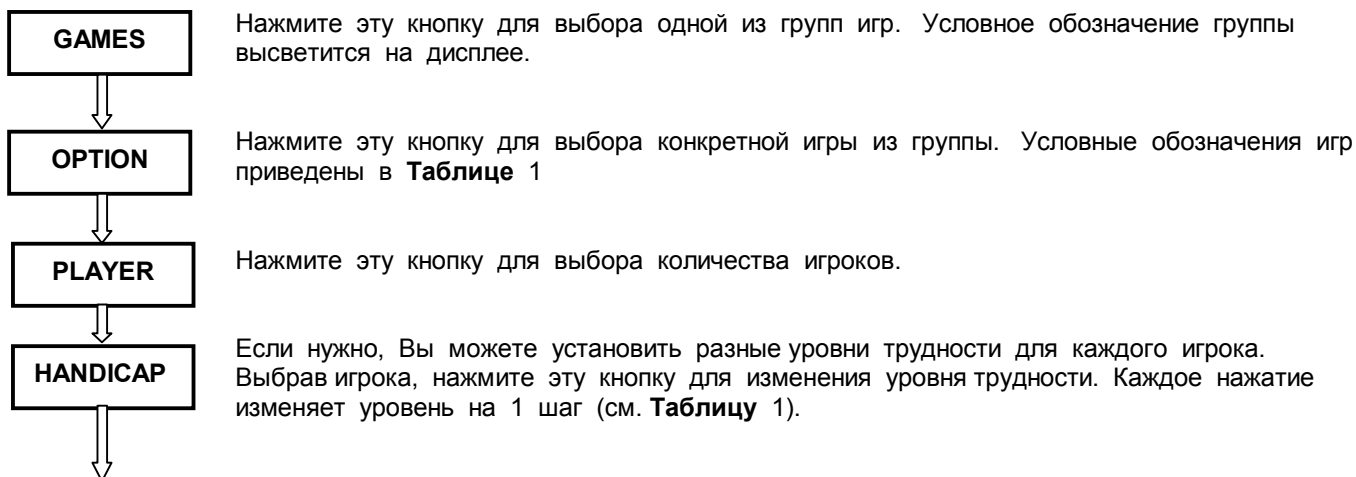 GAMES
Нажмите эту кнопку для выбора одной из групп игр. Условное обозначение группы
высветится на дисплее.
OPTION
Нажмите эту кнопку для выбора конкретной игры из группы. Условные обозначения игр
приведены в Таблице 1
PLAYER
Нажмите эту кнопку для выбора количества игроков.
HANDICAP
Если нужно, Вы можете установить разные уровни трудности для каждого игрока.
Выбрав игрока, нажмите эту кнопку для изменения уровня трудности. Каждое нажатие
изменяет уровень на 1 шаг (см. Таблицу 1).